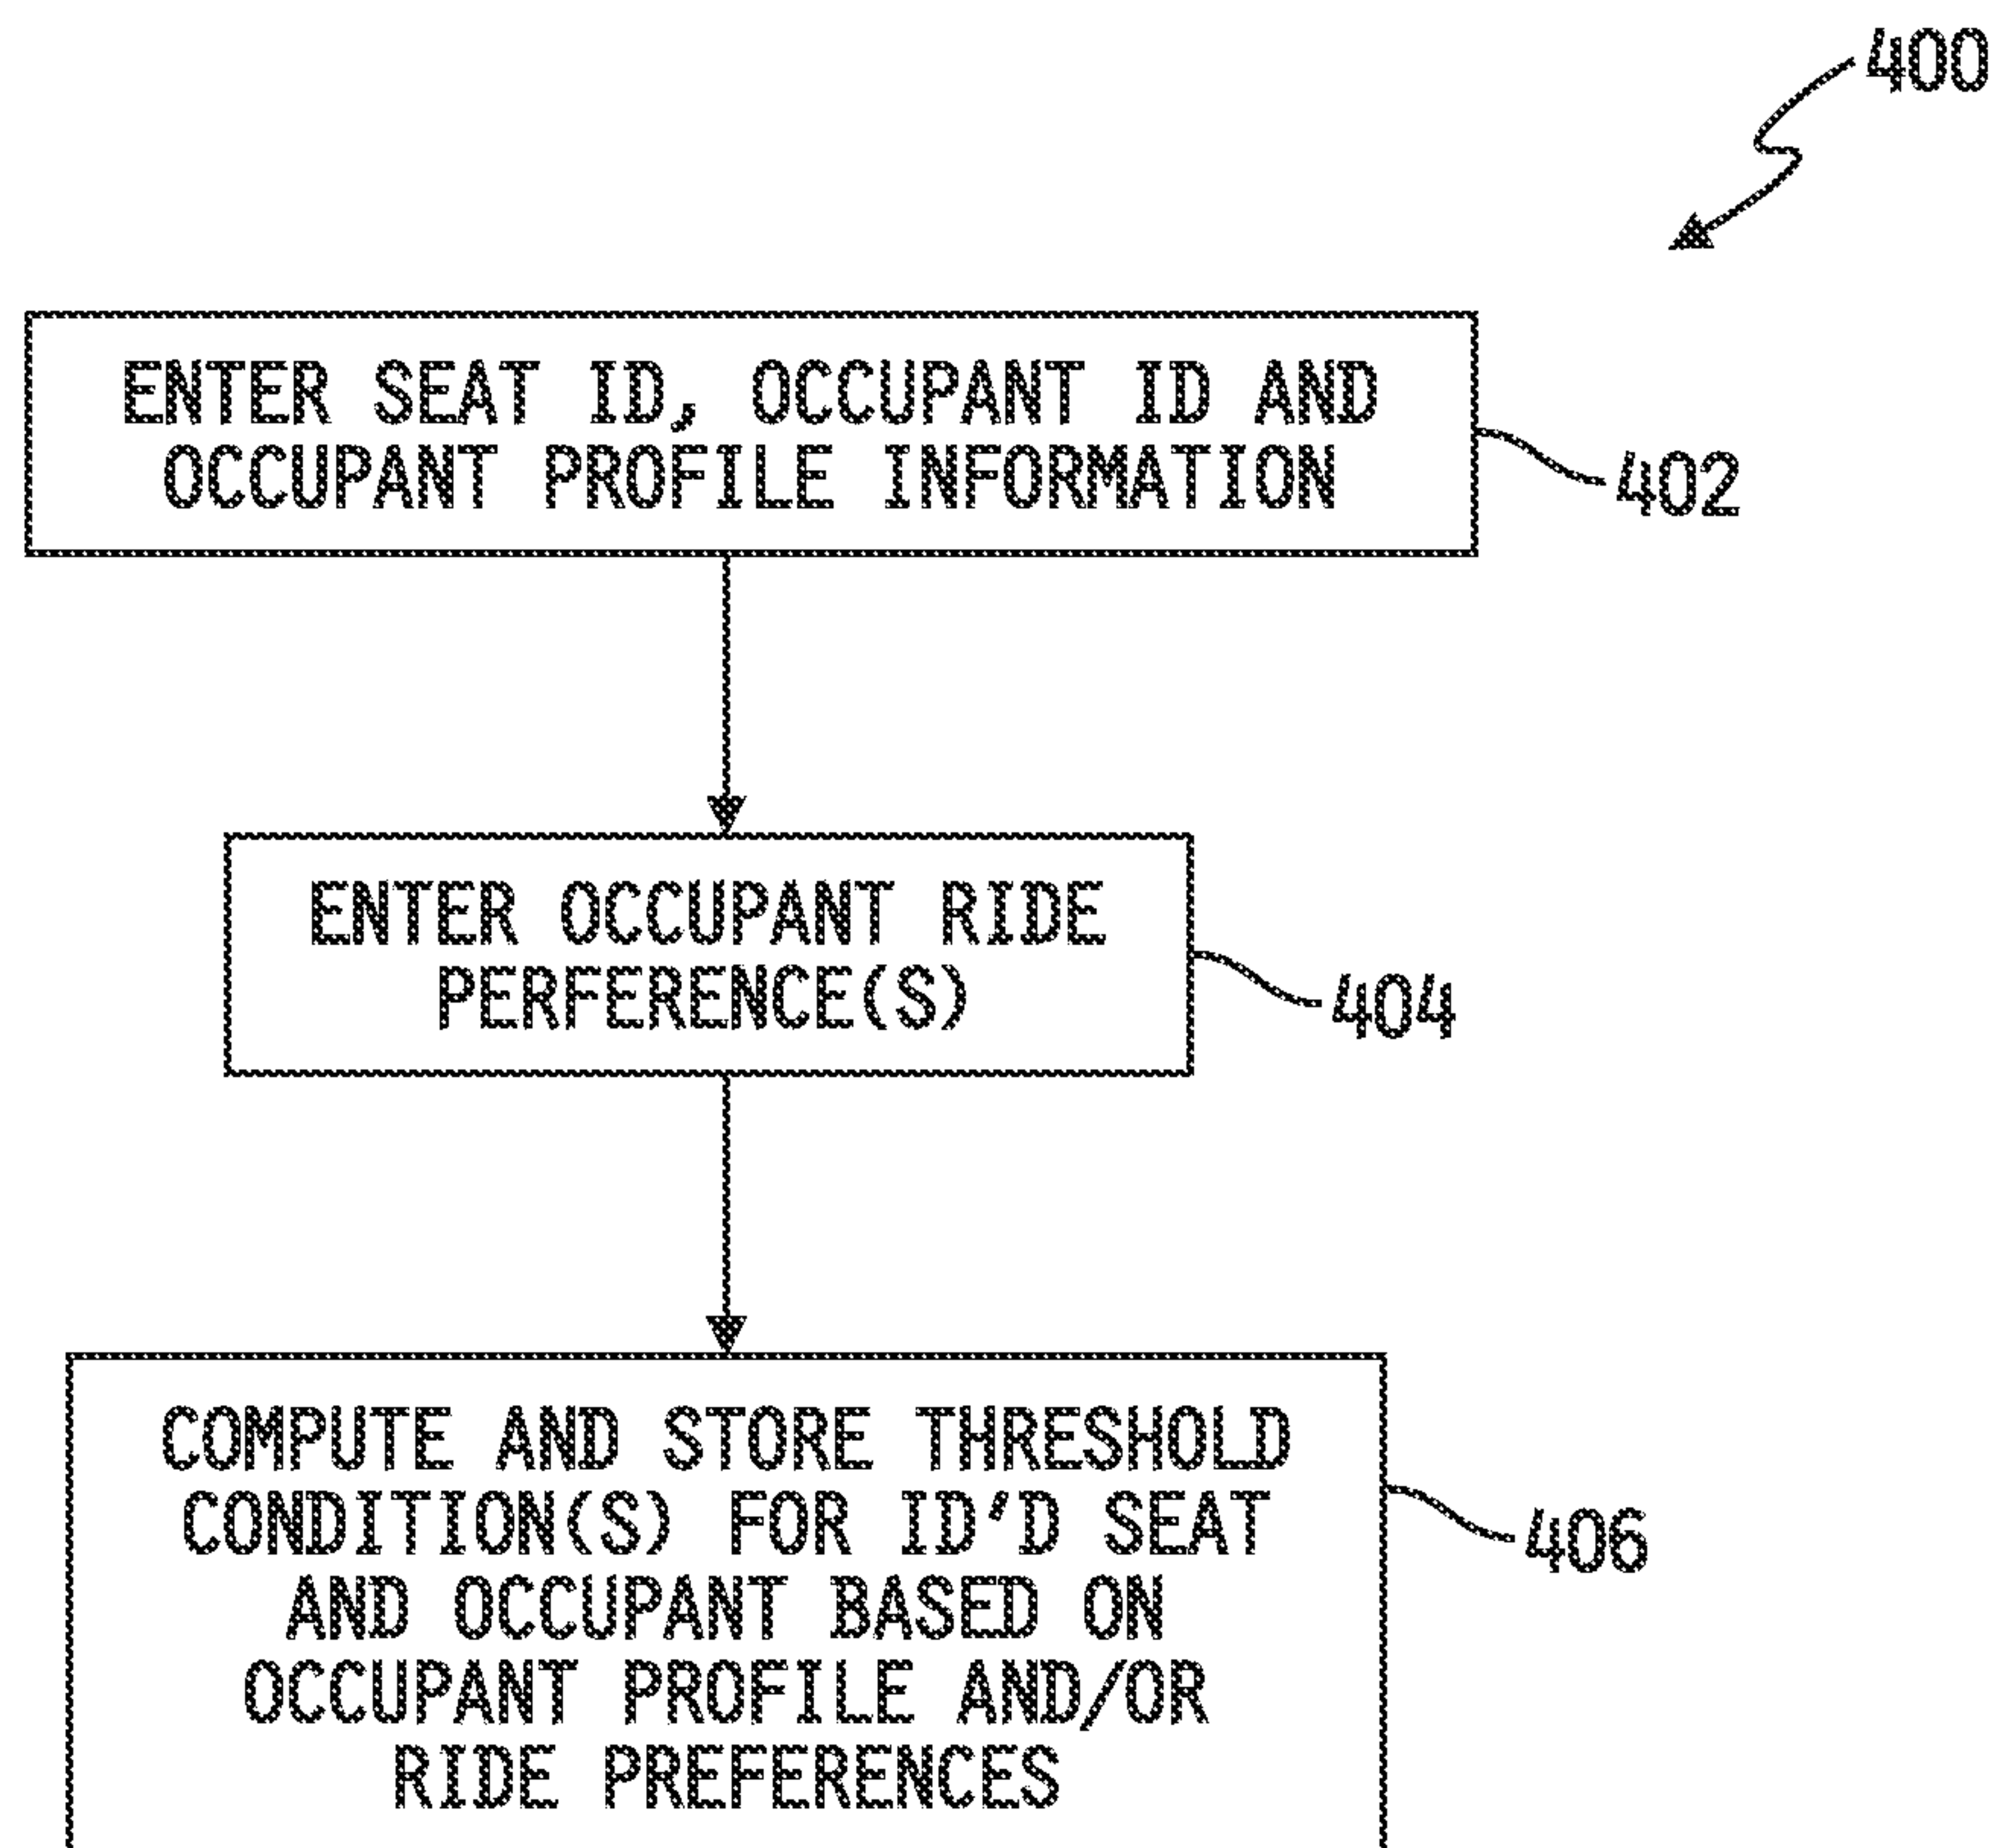 400
ENTER SEAT ID, OCCUPANT ID AND
OCCUPANT PROFILE INFORMATION
402
ENTER OCCUPANT RIDE
PERFERENCE(S)
404
COMPUTE AND STORE THRESHOLD
CONDITION(S) FOR ID'D SEAT
AND OCCUPANT BASED ON
OCCUPANT PROFILE AND/OR
RIDE PREFERENCES
406